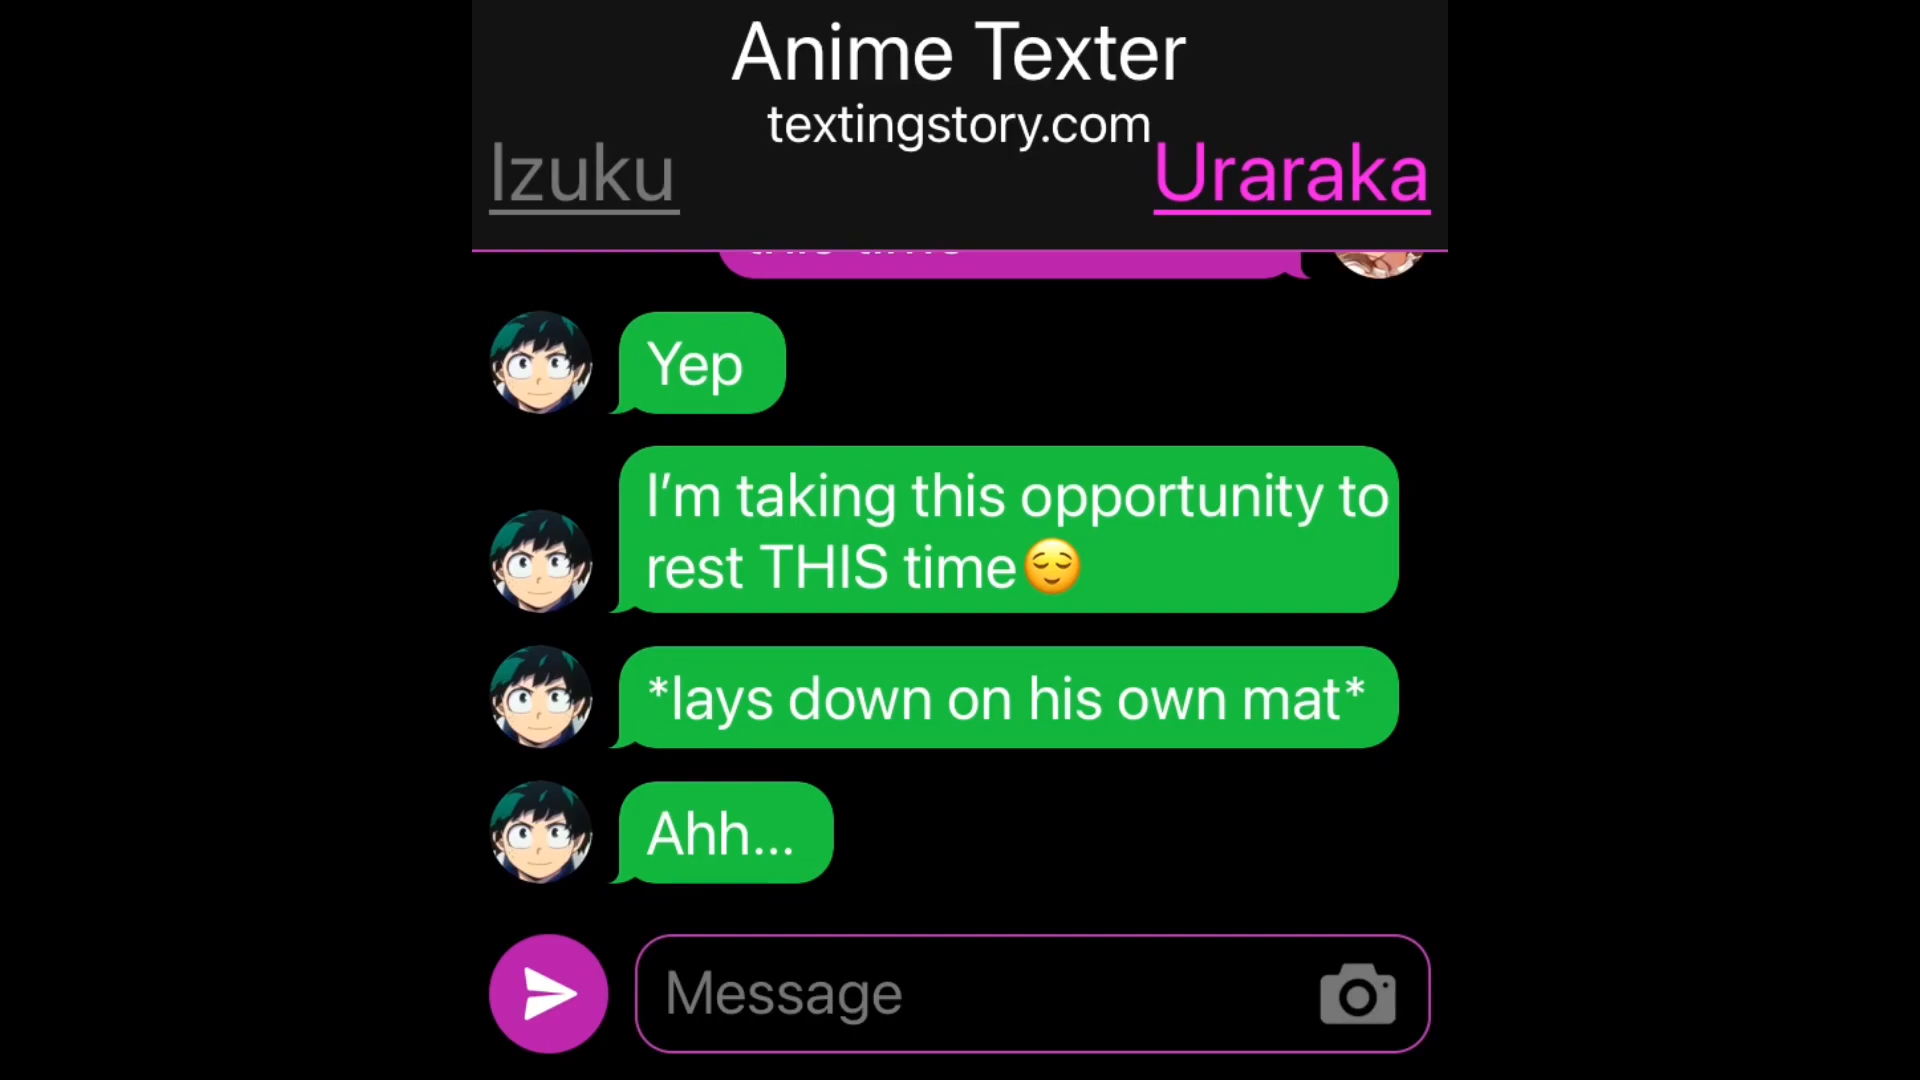 Anime Texter
textingstory.com
Izuku
Uraraka
Yep
I’m taking this opportunity to
rest THIS time😌
*lays down on his own mat*
Ahh...
Message